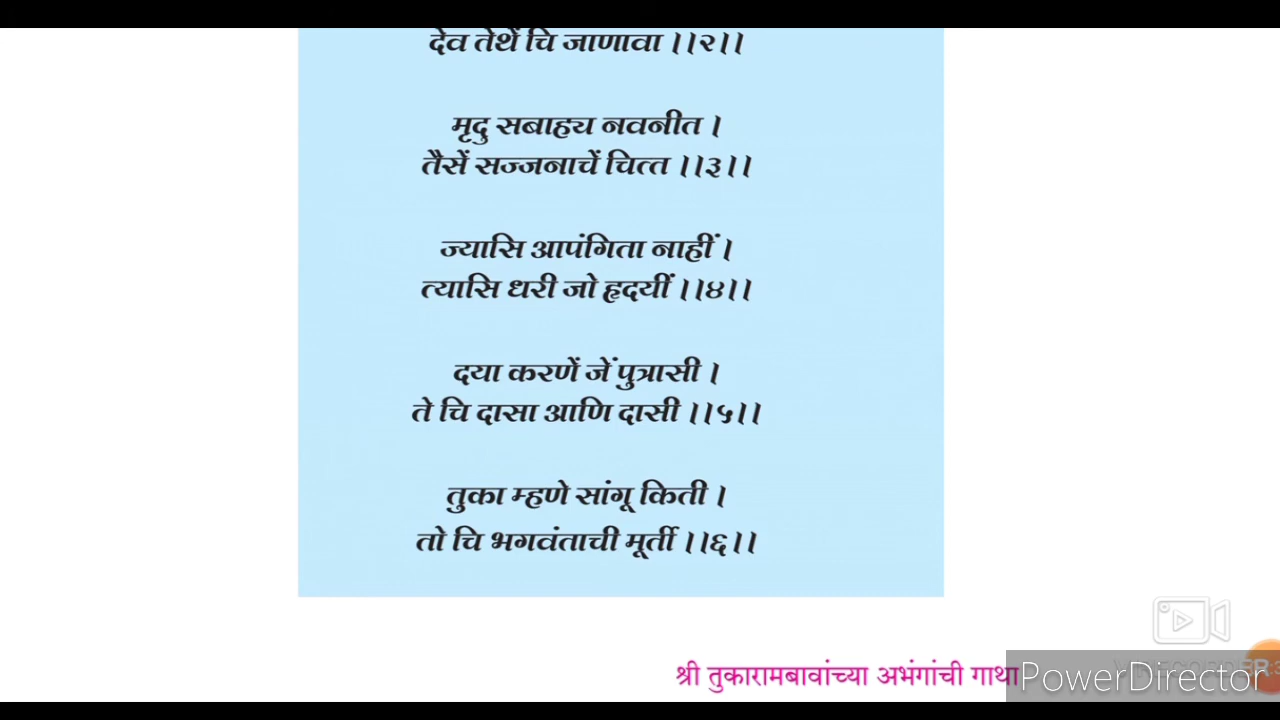 देव तेथें चि जाणावा ।।२।।
मृदु सबाह्य नवनीत ।
तैसें सज्जनाचें चित्त ।।३।।
ज्यासि आपंगिता नाहीं ।
त्यासि धरी जो हृदयीं ।।४।।
दया करणें जें पुत्रासी ।
ते चि दासा आणि दासी ।।५।।
तुका म्हणे सांगू किती ।
तो चि भगवंताची मूर्ती ।।६।।
श्री तुकारामबावांच्या अभंगांची गाथा
PowerDirector